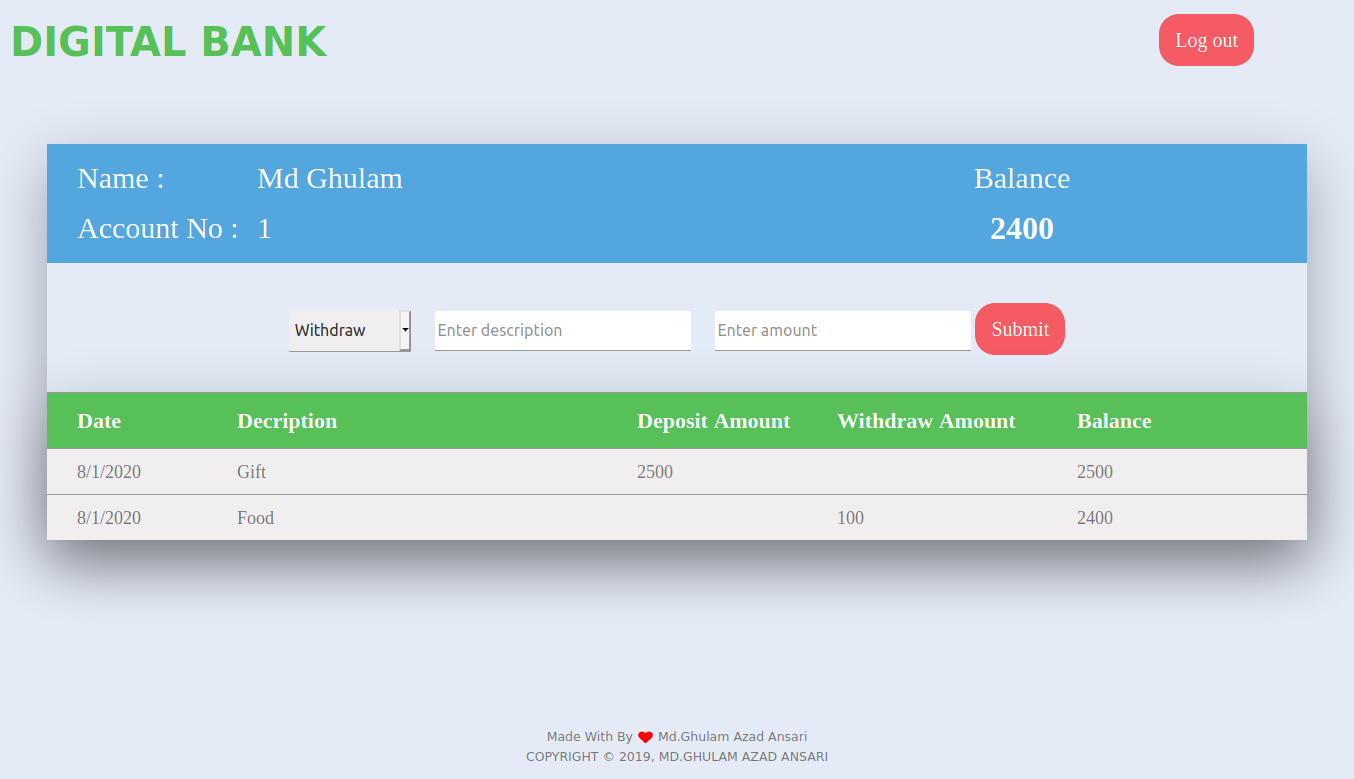 DIGITAL BANK Log out
Name : Md Ghulam Balance
Account No : 1 2400
Withdraw Enter description Enter amount Submit
Date Decription Deposit Amount Withdraw Amount Balance
8/1/2020 Gift 2500 2500
8/1/2020 Food 100 2400
Made With By ❤ Md.Ghulam Azad Ansari
COPYRIGHT © 2019, MD.GHULAM AZAD ANSARI